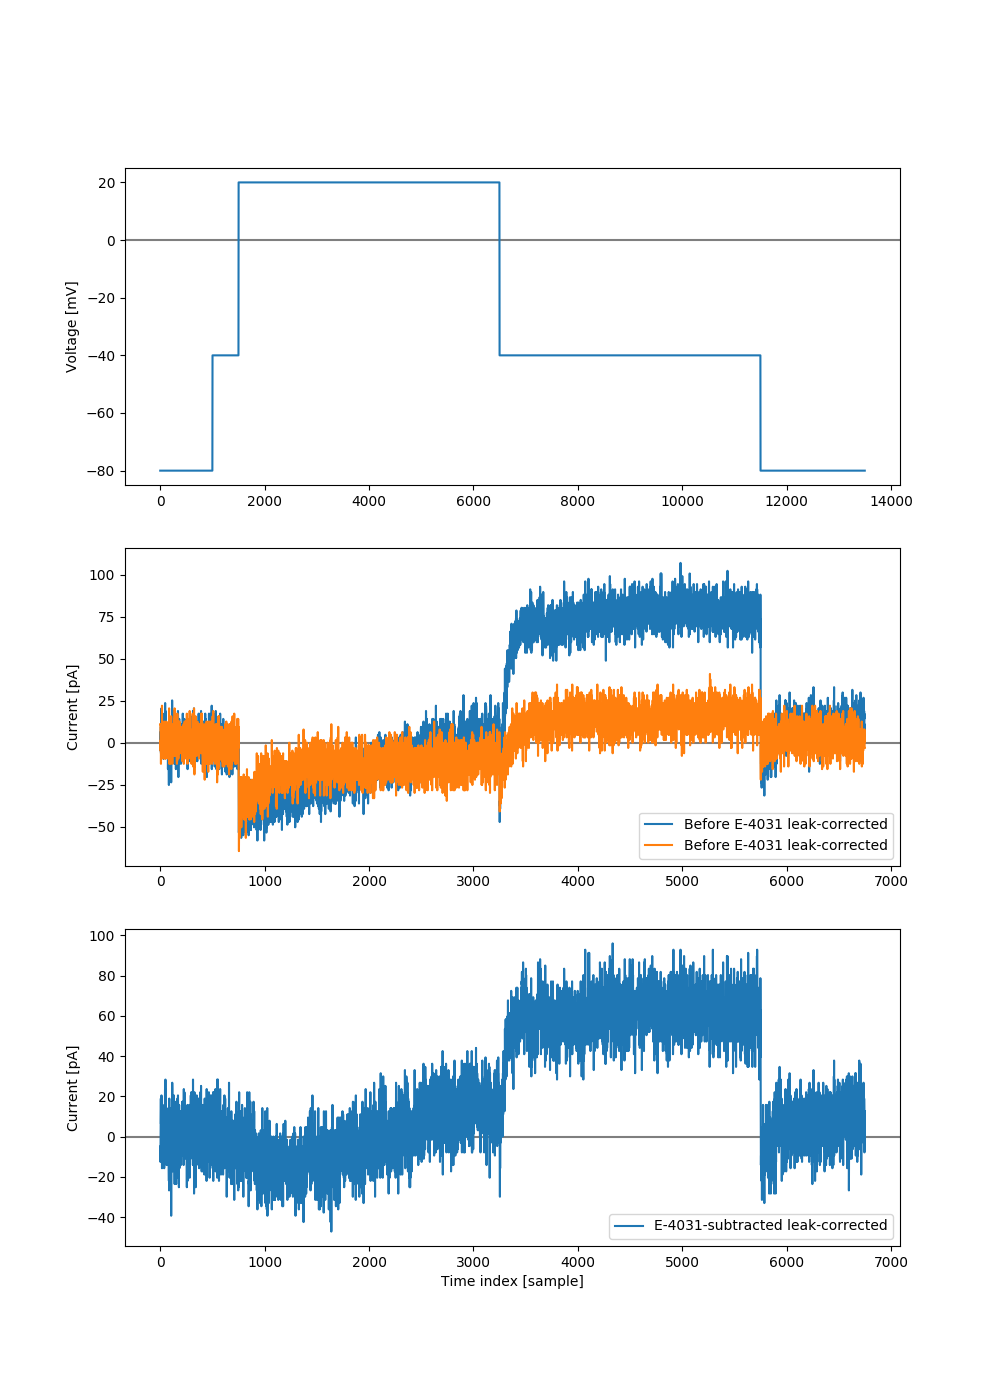 20
0
−20
−40
−60
−80
Voltage [mV]
0 2000 4000 6000 8000 10000 12000 14000
100
75
50
25
0
−25
−50
Current [pA]
Before E-4031 leak-corrected
Before E-4031 leak-corrected
0 1000 2000 3000 4000 5000 6000 7000
100
80
60
40
20
0
−20
−40
Current [pA]
E-4031-subtracted leak-corrected
0 1000 2000 3000 4000 5000 6000 7000
Time index [sample]